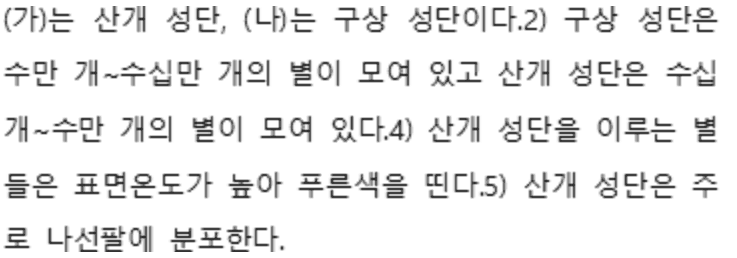 (가)는 산개 성단, (나)는 구상 성단이다.2) 구상 성단은
수만 개~수십만 개의 별이 모여 있고 산개 성단은 수십
개~수만 개의 별이 모여 있다.4) 산개 성단을 이루는 별
들은 표면온도가 높아 푸른색을 띤다.5) 산개 성단은 주
로 나선팔에 분포한다.